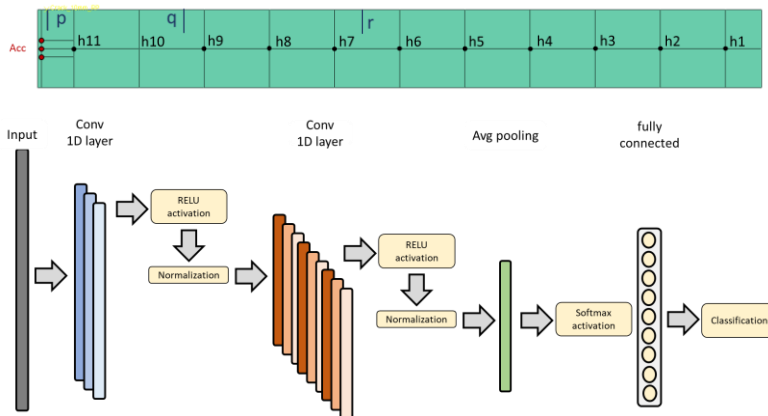 p q r
Acc h11 h10 h9 h8 h7 h6 h5 h4 h3 h2 h1
Input
Conv
1D layer
Conv
1D layer
Avg pooling
fully
connected
RELU
activation
Normalization
RELU
activation
Normalization
Softmax
activation
Classification